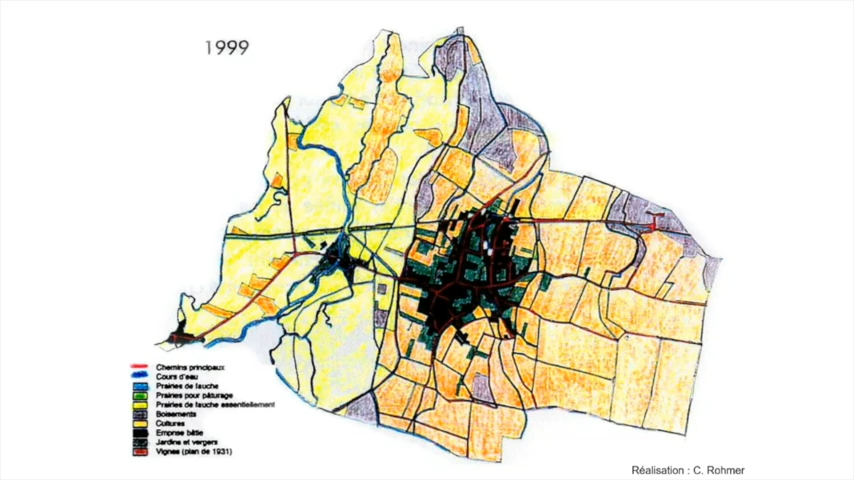 1999
Chemins principaux
Cours d'eau
Prairies de fauche
Prairies pour pâturage
Prairies de fauche essentiellement
Boisements
Cultures
Emprise bâtie
Jardins et vergers
Vignes (plan de 1931)
Réalisation : C. Rohmer